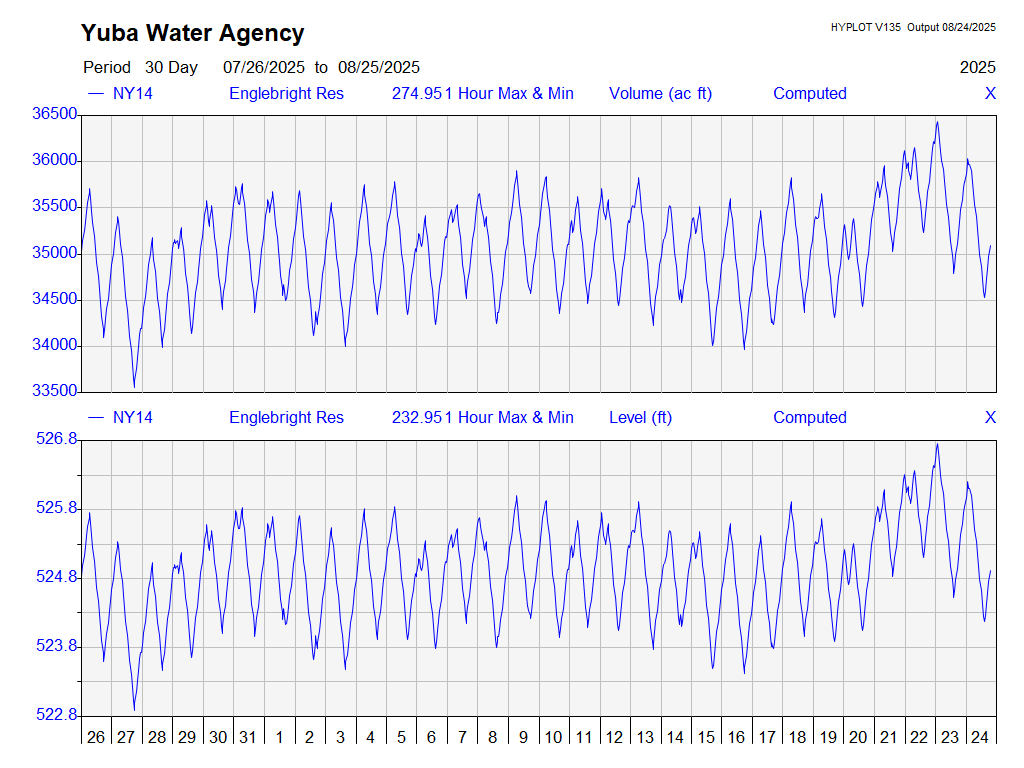 Yuba Water Agency
HYPLOT V135 Output 08/24/2025
Period 30 Day 07/26/2025 to 08/25/2025
2025
NY14 Englebright Res 274.951 Hour Max & Min Volume (ac ft) Computed X
36500
36000
35500
35000
34500
34000
33500
NY14 Englebright Res 232.951 Hour Max & Min Level (ft) Computed X
526.8
525.8
524.8
523.8
522.8
26 27 28 29 30 31 1 2 3 4 5 6 7 8 9 10 11 12 13 14 15 16 17 18 19 20 21 22 23 24